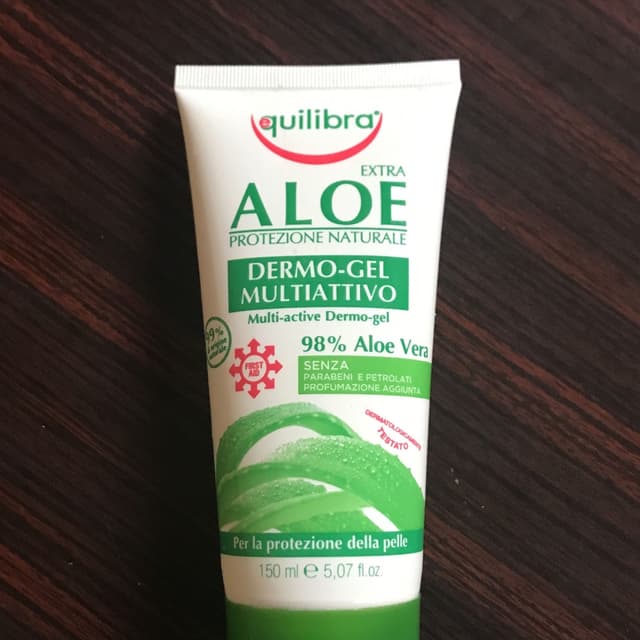 equilibra®
EXTRA
ALOE
PROTEZIONE NATURALE
DERMO-GEL
MULTIATTIVO
Multi-active Dermo-gel
99%
98% Aloe Vera
FIRST
AID
SENZA
PARABENI E PETROLATI
PROFUMAZIONE AGGIUNTA
DERMATOLOGICAMENTE
TESTATO
Per la protezione della pelle
150 ml e 5,07 fl.oz.